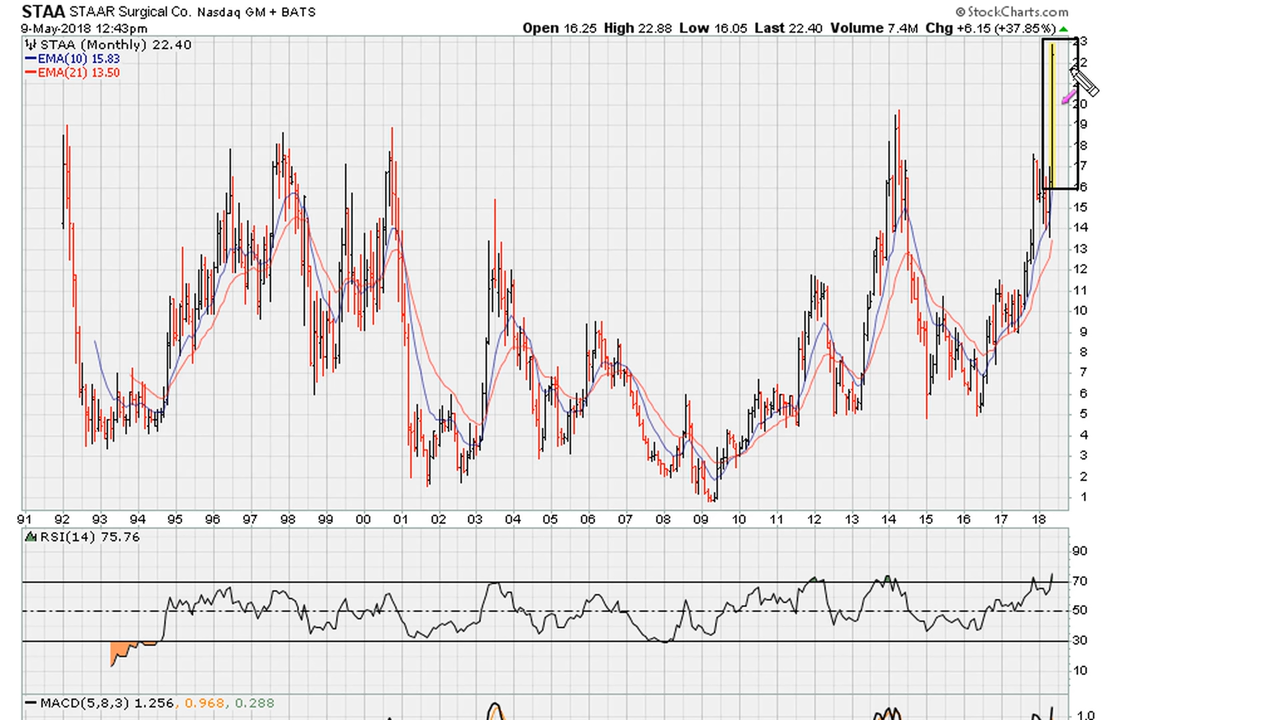 STAA STAAR Surgical Co. Nasdaq GM + BATS
© StockCharts.com
9-May-2018 12:43pm
Open 16.25 High 22.88 Low 16.05 Last 22.40 Volume 7.4M Chg +6.15 (+37.85%)
STAA (Monthly) 22.40
EMA(10) 15.83
EMA(21) 13.50
23
22
20
19
18
17
16
15
14
13
12
11
10
9
8
7
6
5
4
3
2
1
91 92 93 94 95 96 97 98 99 00 01 02 03 04 05 06 07 08 09 10 11 12 13 14 15 16 17 18
RSI(14) 75.76
90
70
50
30
10
MACD(5,8,3) 1.256, 0.968, 0.288
1.0